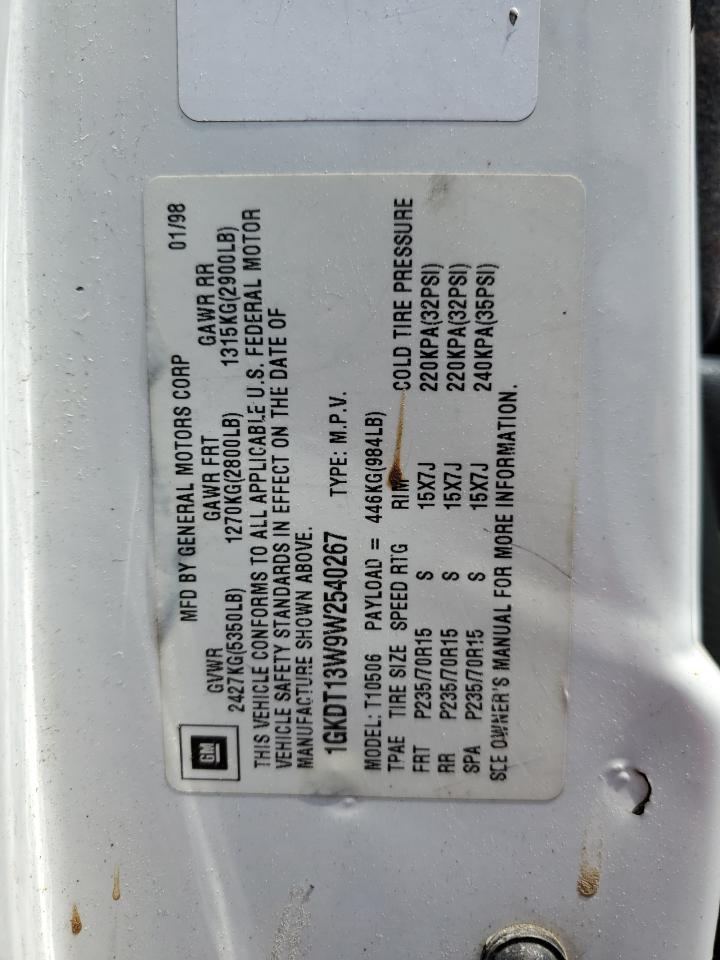 MFD BY GENERAL MOTORS CORP 01/98
GM
GVWR GAWR FRT GAWR RR
2427KG(5350LB) 1270KG(2800LB) 1315KG(2900LB)
THIS VEHICLE CONFORMS TO ALL APPLICABLE U.S. FEDERAL MOTOR
VEHICLE SAFETY STANDARDS IN EFFECT ON THE DATE OF
MANUFACTURE SHOWN ABOVE.
1GKDT13W9W2540267 TYPE: M.P.V.
MODEL: T10506 PAYLOAD = 446KG(984LB)
TPAE TIRE SIZE SPEED RTG RIM COLD TIRE PRESSURE
FRT P235/70R15 S 15X7J 220KPA(32PSI)
RR P235/70R15 S 15X7J 220KPA(32PSI)
SPA P235/70R15 S 15X7J 240KPA(35PSI)
SEE OWNER'S MANUAL FOR MORE INFORMATION.